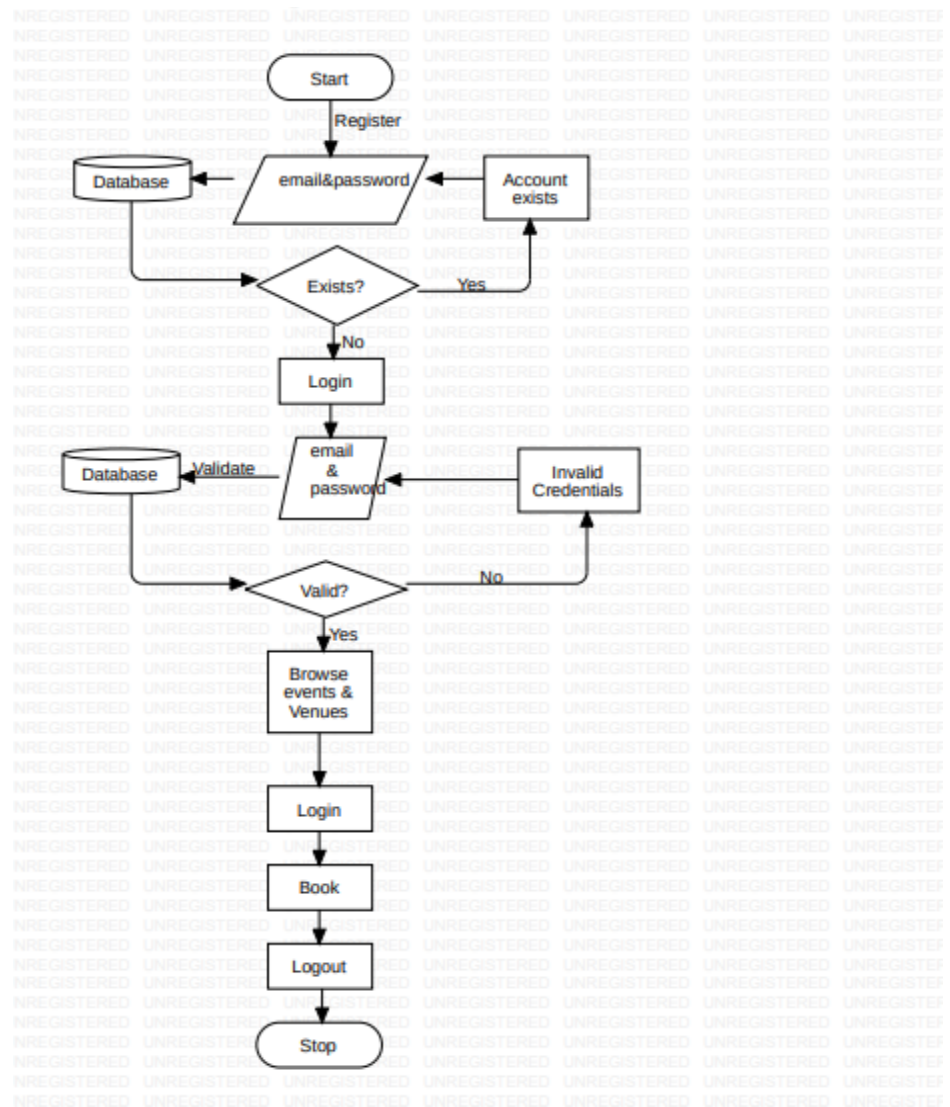 Start
Register
Database
email&password
Account
exists
Exists?
Yes
No
Login
email
&
password
Validate
Database
Invalid
Credentials
Valid?
No
Yes
Browse
events &
Venues
Login
Book
Logout
Stop